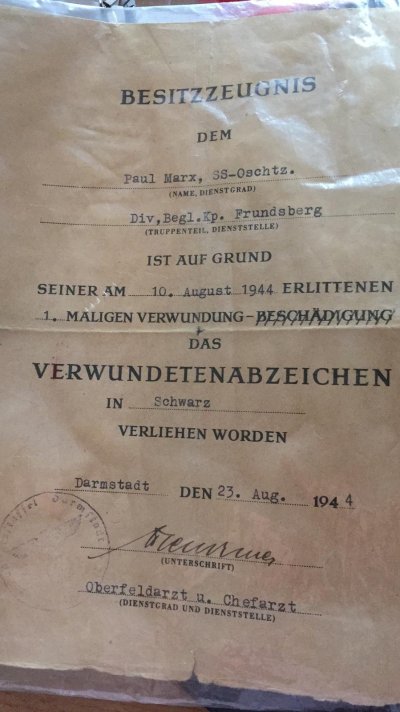 BESITZZEUGNIS
DEM
Paul Marx, SS-Oschtz.
(NAME, DIENSTGRAD)
Div,Begl.Kp. Frundsberg
(TRUPPENTEIL, DIENSTSTELLE)
IST AUF GRUND
SEINER AM 10. August 1944 ERLITTENEN
1. MALIGEN VERWUNDUNG-BESCHÄDIGUNG
DAS
VERWUNDETENABZEICHEN
IN Schwarz
VERLIEHEN WORDEN
Darmstadt DEN 23. Aug. 1944
(UNTERSCHRIFT)
Oberfeldarzt u. Chefarzt
(DIENSTGRAD UND DIENSTSTELLE)
Darmstadt